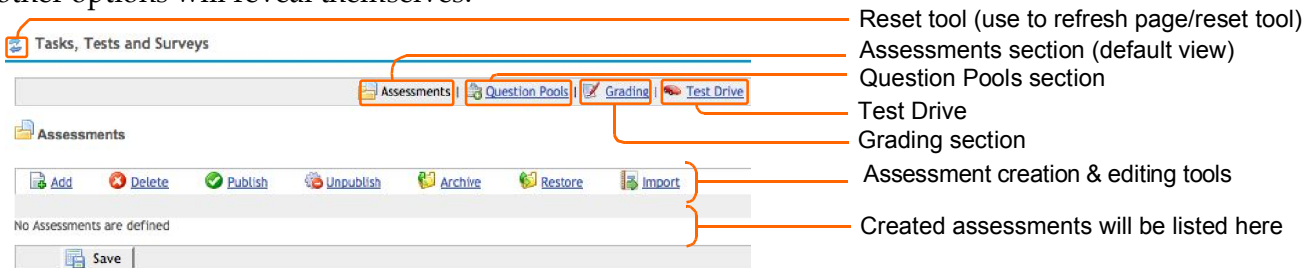 other options will reveal themselves.
Reset tool (use to refresh page/reset tool)
Tasks, Tests and Surveys
Assessments section (default view)
Question Pools section
Assessments | Question Pools | Grading | Test Drive
Test Drive
Grading section
Assessments
Add Delete Publish Unpublish Archive Restore Import
Assessment creation & editing tools
No Assessments are defined
Created assessments will be listed here
Save